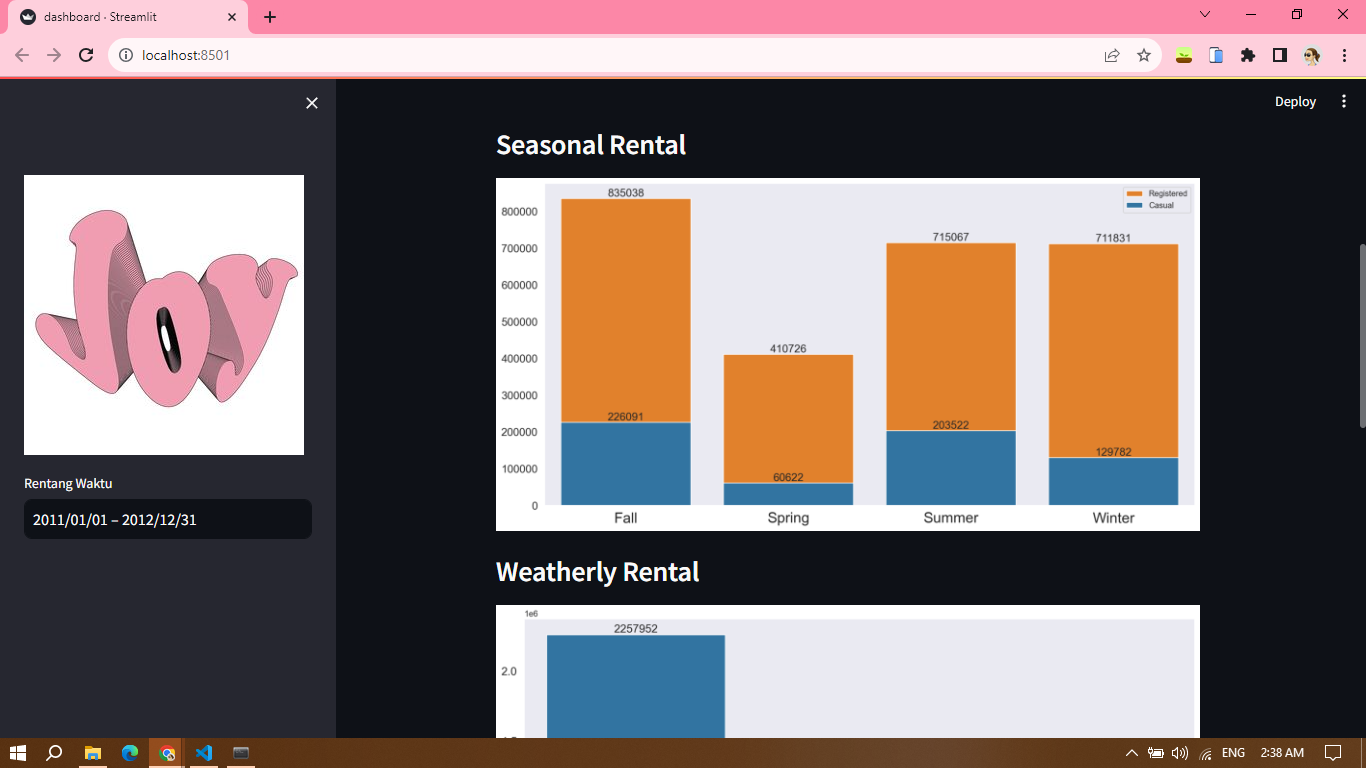 dashboard · Streamlit
localhost:8501
Deploy
Joy
Rentang Waktu
2011/01/01 – 2012/12/31
Seasonal Rental
835038
Registered
Casual
800000
715067
711831
700000
600000
500000
410726
400000
300000
226091
203522
200000
129782
100000
60622
0
Fall Spring Summer Winter
Weatherly Rental
1e6
2257952
2.0
ENG 2:38 AM